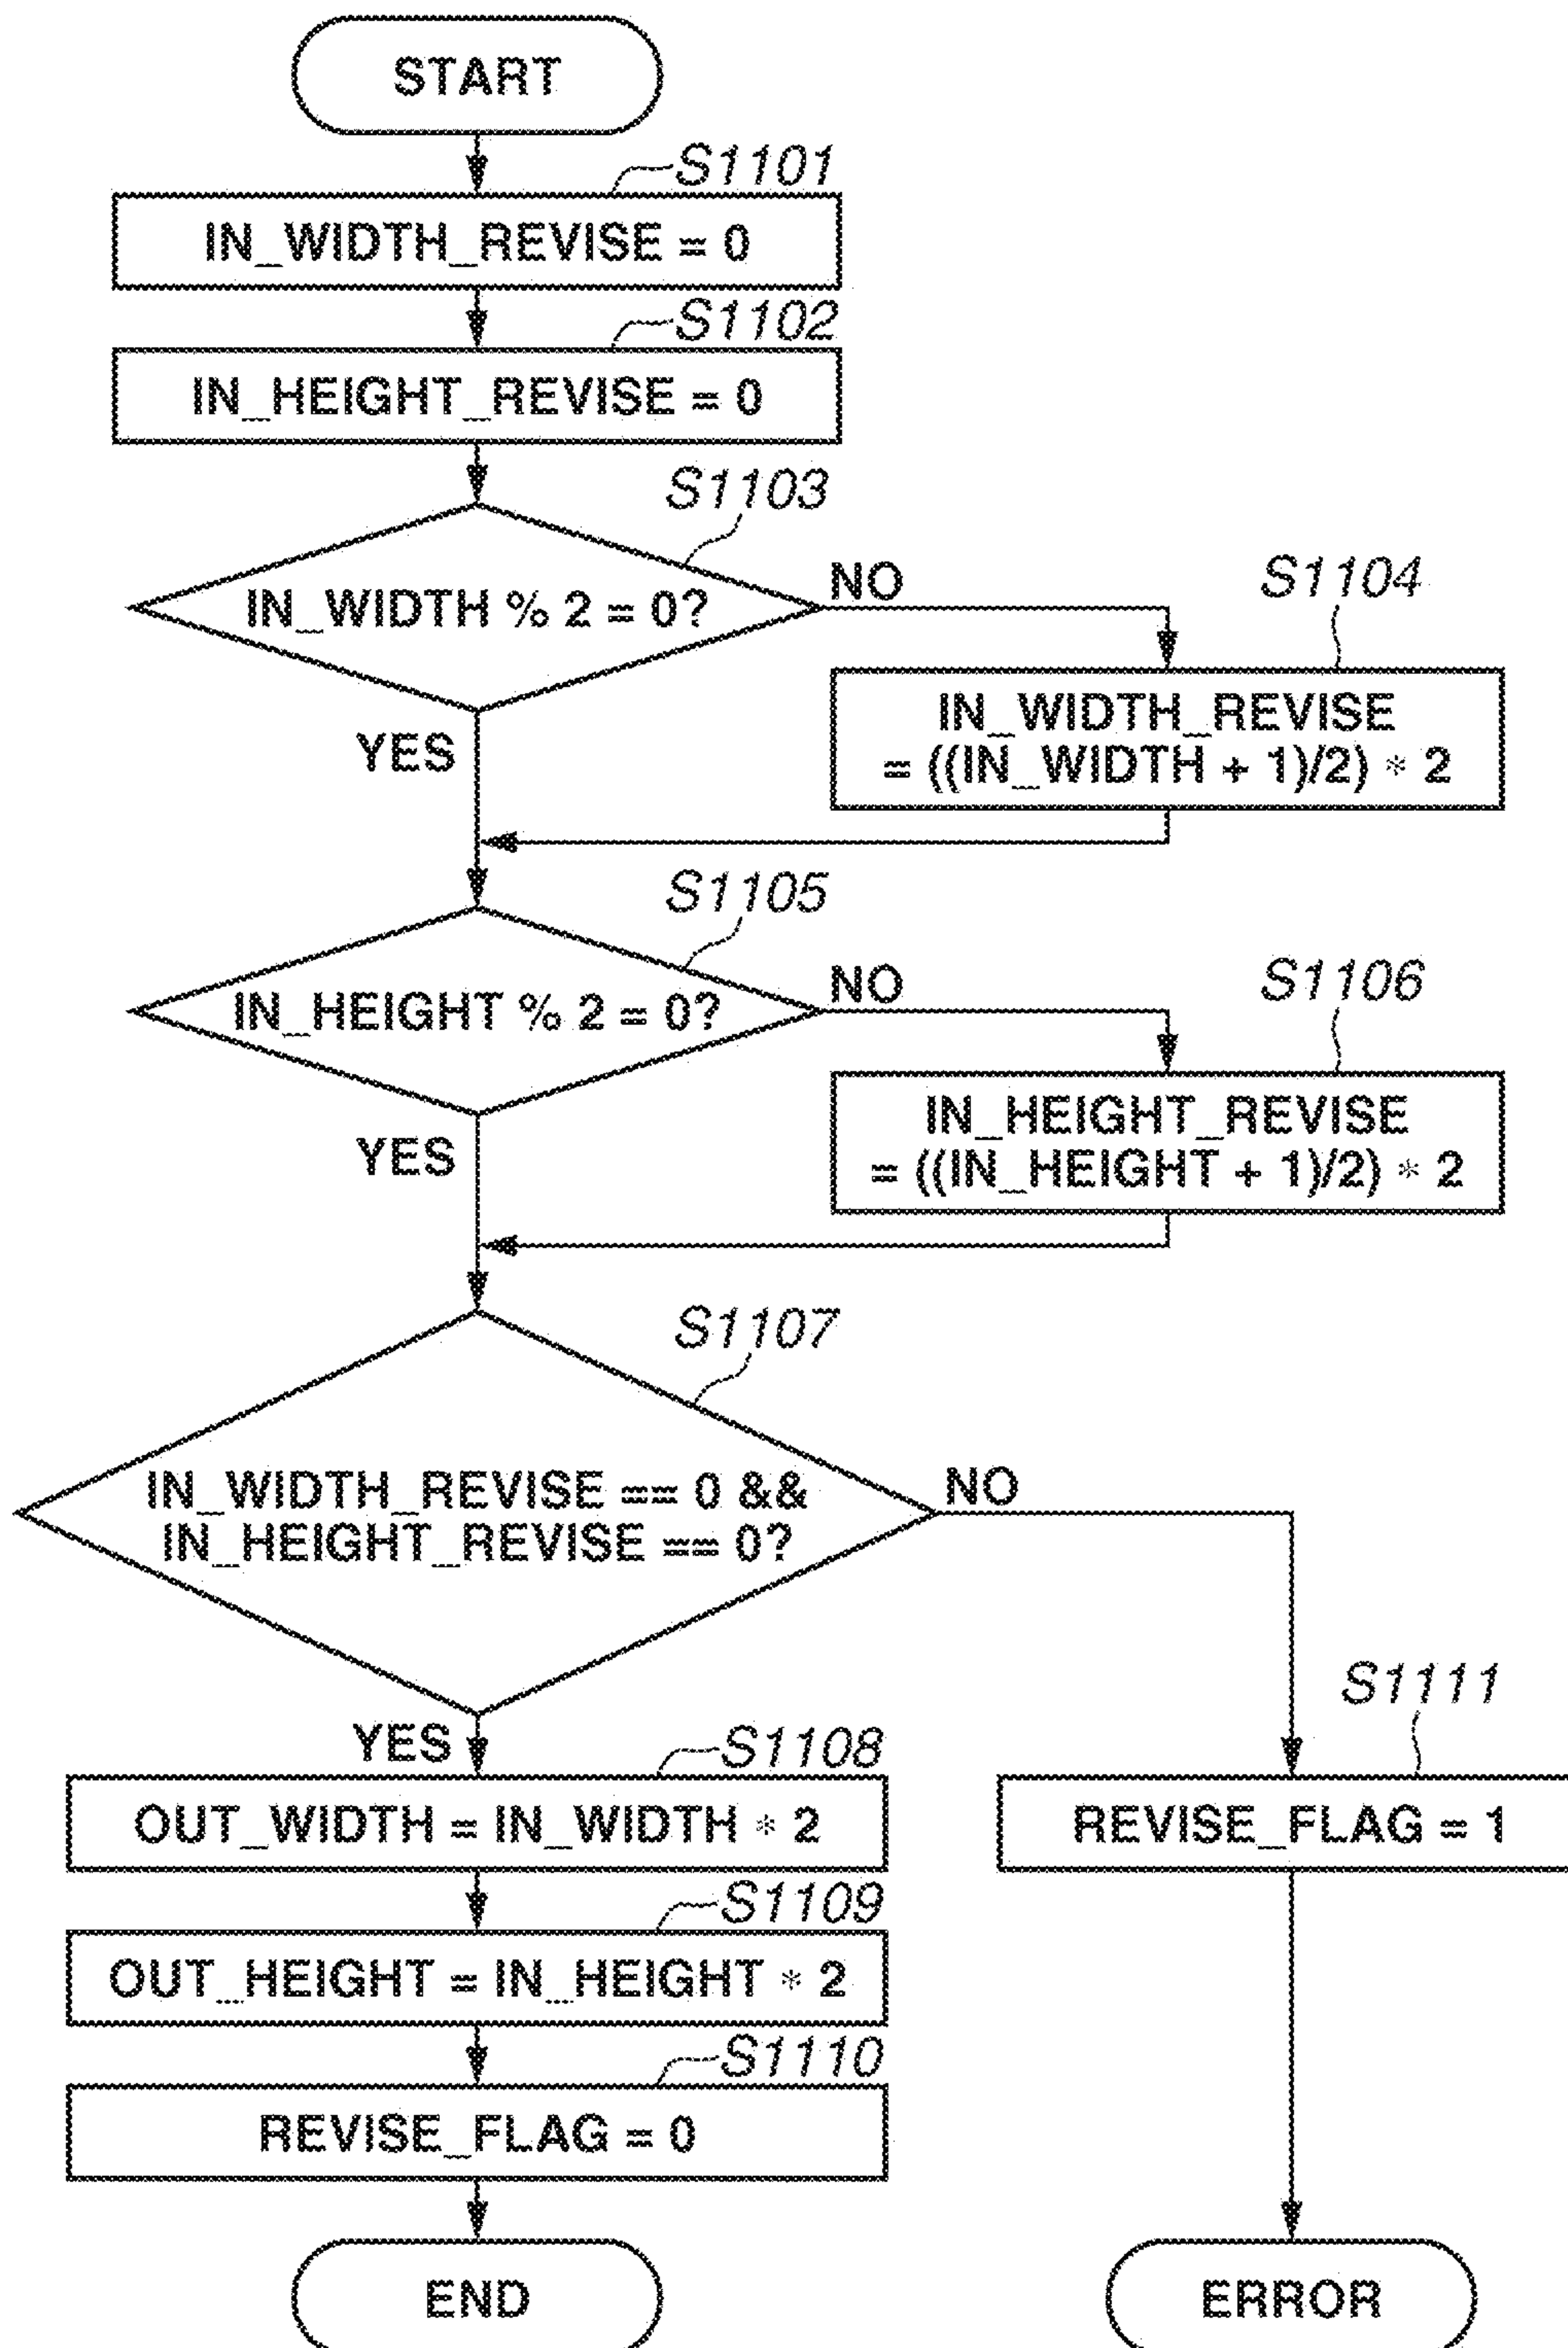 START
S1101
IN_WIDTH_REVISE = 0
S1102
IN_HEIGHT_REVISE = 0
S1103
IN_WIDTH % 2 = 0?
NO
S1104
IN_WIDTH_REVISE
= ((IN_WIDTH + 1)/2) * 2
YES
S1105
IN_HEIGHT % 2 = 0?
NO
S1106
IN_HEIGHT_REVISE
= ((IN_HEIGHT + 1)/2) * 2
YES
S1107
IN_WIDTH_REVISE == 0 &&
IN_HEIGHT_REVISE == 0?
NO
YES
S1108
OUT_WIDTH = IN_WIDTH * 2
S1111
REVISE_FLAG = 1
S1109
OUT_HEIGHT = IN_HEIGHT * 2
S1110
REVISE_FLAG = 0
END
ERROR